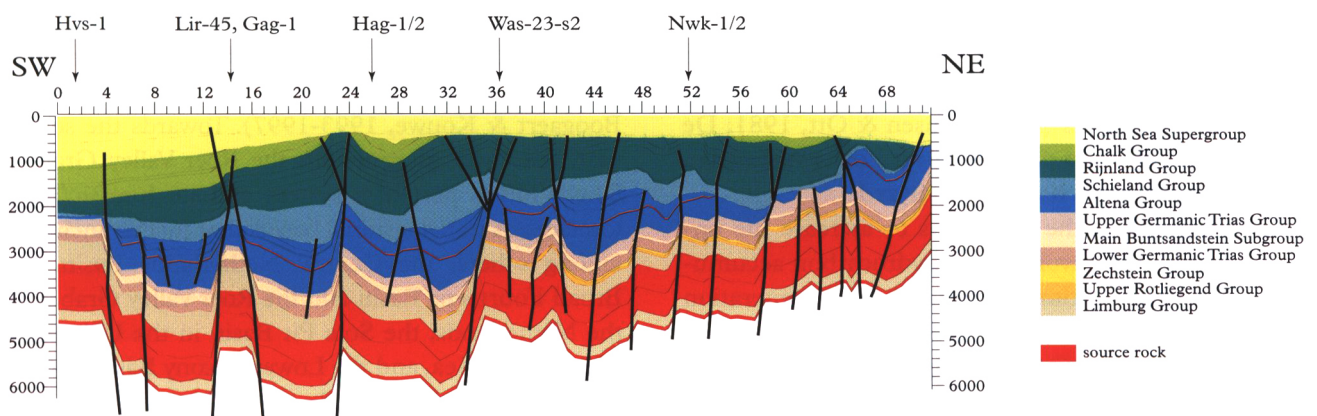 Hvs-1 Lir-45, Gag-1 Hag-1/2 Was-23-s2 Nwk-1/2
SW NE
0 4 8 12 16 20 24 28 32 36 40 44 48 52 56 60 64 68
0 0
1000 1000
2000 2000
3000 3000
4000 4000
5000 5000
6000 6000
North Sea Supergroup
Chalk Group
Rijnland Group
Schieland Group
Altena Group
Upper Germanic Trias Group
Main Buntsandstein Subgroup
Lower Germanic Trias Group
Zechstein Group
Upper Rotliegend Group
Limburg Group
source rock